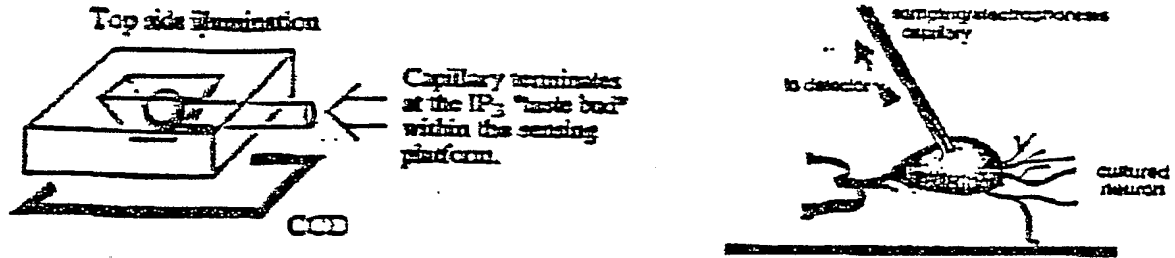 Top side illumination
Capillary terminates
at the IP3 "taste bud"
within the sensing
platform.
CCD
sampling/electrophoresis
capillary
to detector
cultured
neuron